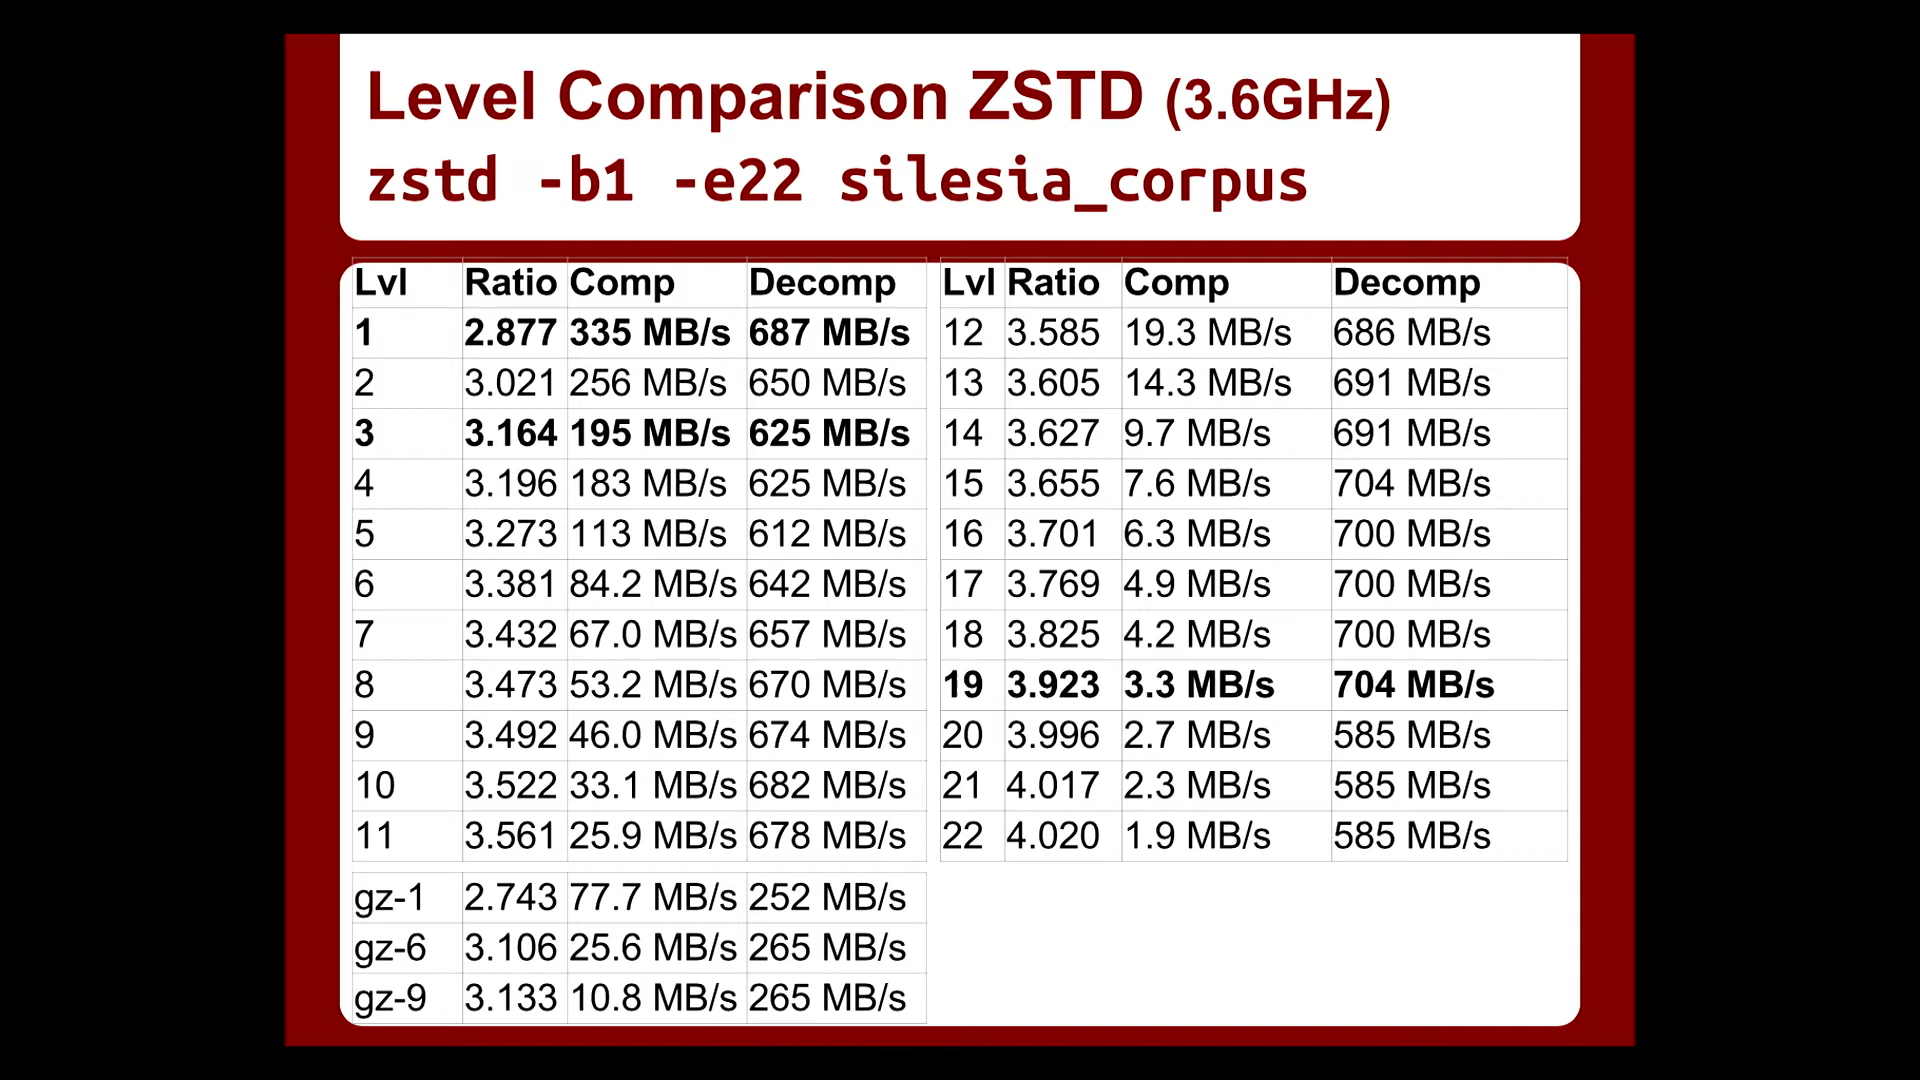 Level Comparison ZSTD (3.6GHz)
zstd -b1 -e22 silesia_corpus
Lvl Ratio Comp Decomp
1 2.877 335 MB/s 687 MB/s
2 3.021 256 MB/s 650 MB/s
3 3.164 195 MB/s 625 MB/s
4 3.196 183 MB/s 625 MB/s
5 3.273 113 MB/s 612 MB/s
6 3.381 84.2 MB/s 642 MB/s
7 3.432 67.0 MB/s 657 MB/s
8 3.473 53.2 MB/s 670 MB/s
9 3.492 46.0 MB/s 674 MB/s
10 3.522 33.1 MB/s 682 MB/s
11 3.561 25.9 MB/s 678 MB/s
gz-1 2.743 77.7 MB/s 252 MB/s
gz-6 3.106 25.6 MB/s 265 MB/s
gz-9 3.133 10.8 MB/s 265 MB/s
Lvl Ratio Comp Decomp
12 3.585 19.3 MB/s 686 MB/s
13 3.605 14.3 MB/s 691 MB/s
14 3.627 9.7 MB/s 691 MB/s
15 3.655 7.6 MB/s 704 MB/s
16 3.701 6.3 MB/s 700 MB/s
17 3.769 4.9 MB/s 700 MB/s
18 3.825 4.2 MB/s 700 MB/s
19 3.923 3.3 MB/s 704 MB/s
20 3.996 2.7 MB/s 585 MB/s
21 4.017 2.3 MB/s 585 MB/s
22 4.020 1.9 MB/s 585 MB/s